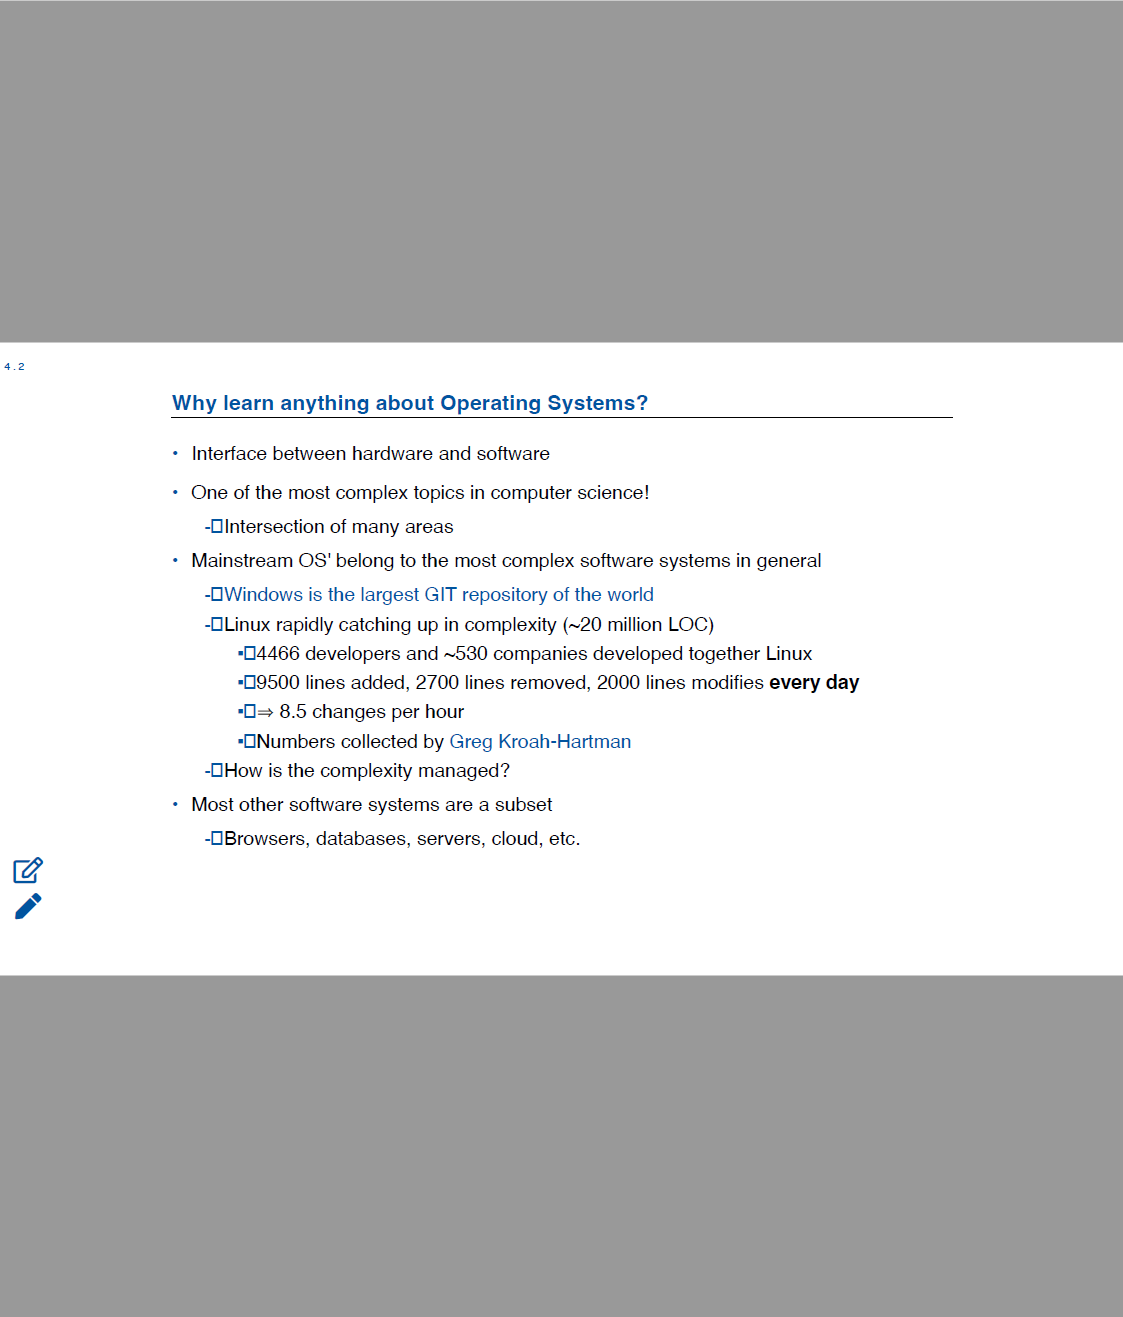 4.2
Why learn anything about Operating Systems?
• Interface between hardware and software
• One of the most complex topics in computer science!
-□Intersection of many areas
• Mainstream OS' belong to the most complex software systems in general
-□Windows is the largest GIT repository of the world
-□Linux rapidly catching up in complexity (~20 million LOC)
▪□4466 developers and ~530 companies developed together Linux
▪□9500 lines added, 2700 lines removed, 2000 lines modifies every day
▪□⇒ 8.5 changes per hour
▪□Numbers collected by Greg Kroah-Hartman
-□How is the complexity managed?
• Most other software systems are a subset
-□Browsers, databases, servers, cloud, etc.